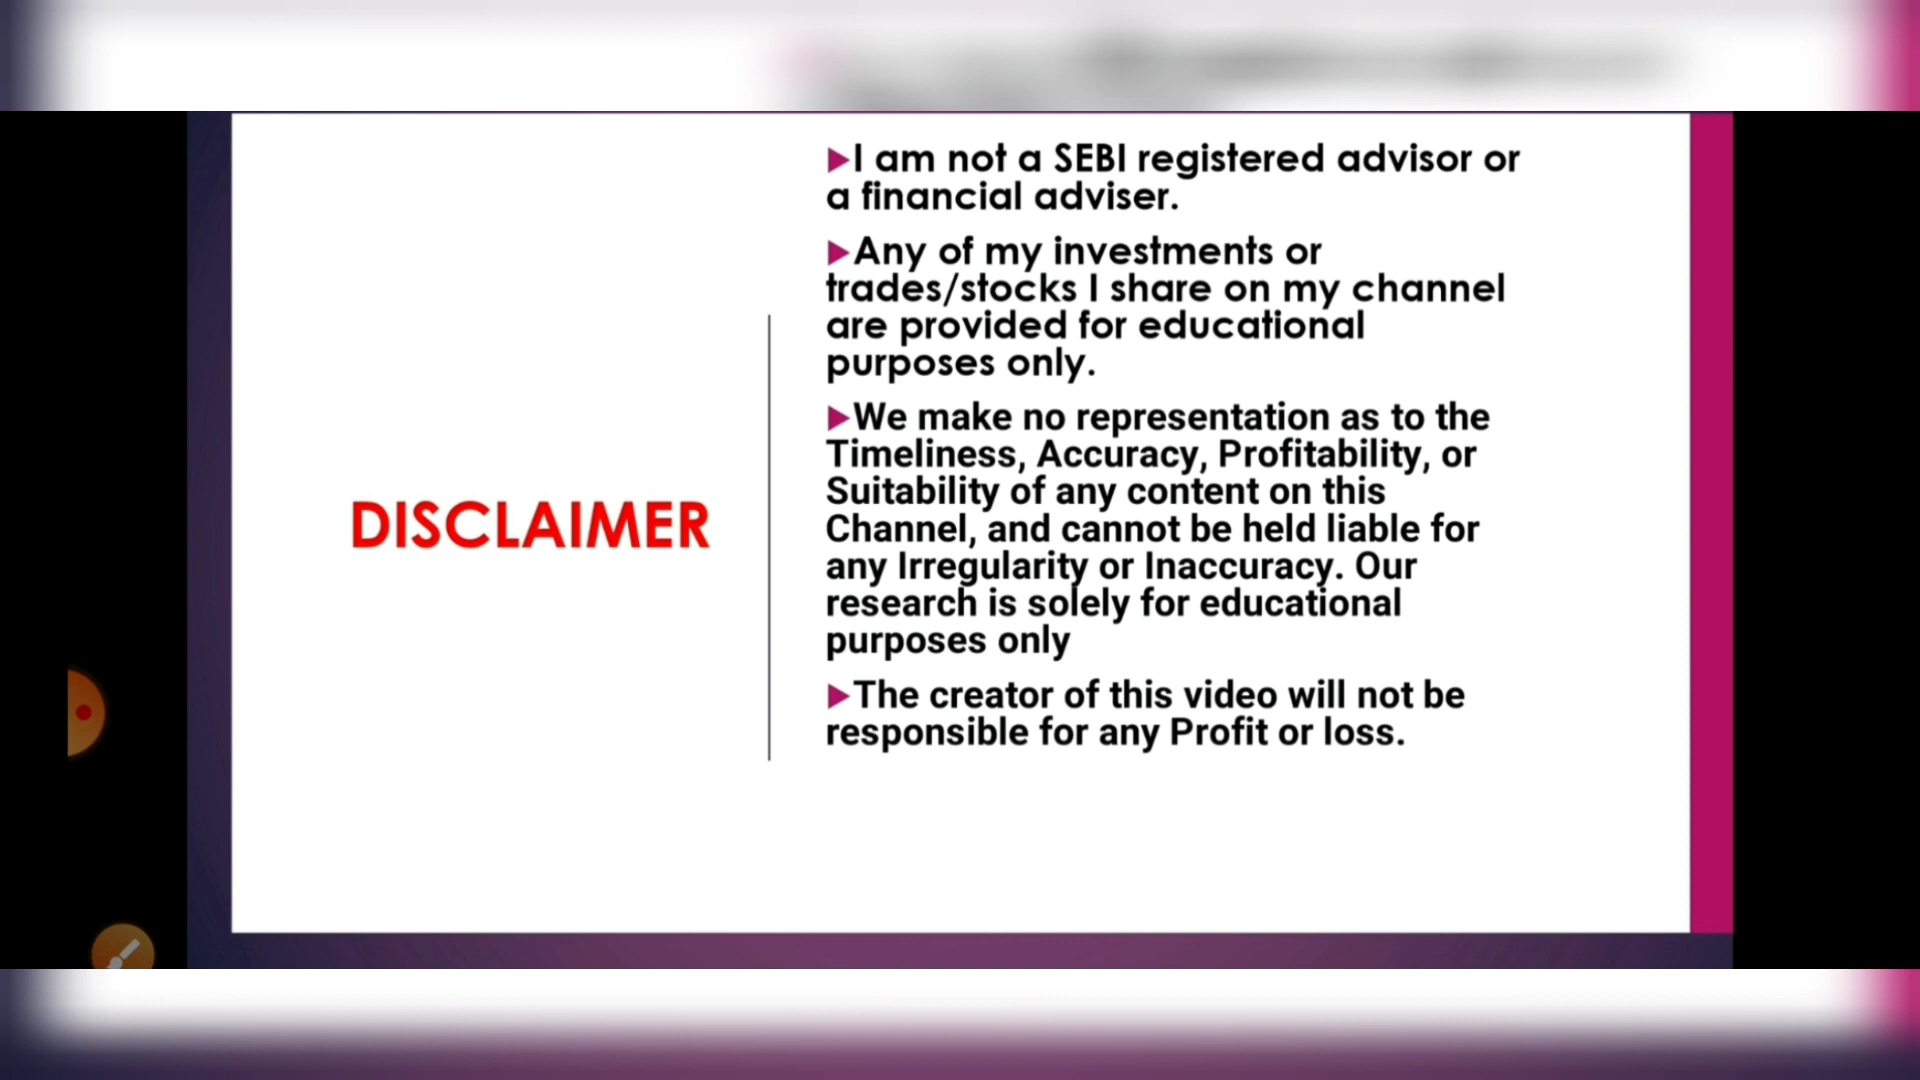 DISCLAIMER
▶I am not a SEBI registered advisor or
a financial adviser.
▶Any of my investments or
trades/stocks I share on my channel
are provided for educational
purposes only.
▶We make no representation as to the
Timeliness, Accuracy, Profitability, or
Suitability of any content on this
Channel, and cannot be held liable for
any Irregularity or Inaccuracy. Our
research is solely for educational
purposes only
▶The creator of this video will not be
responsible for any Profit or loss.